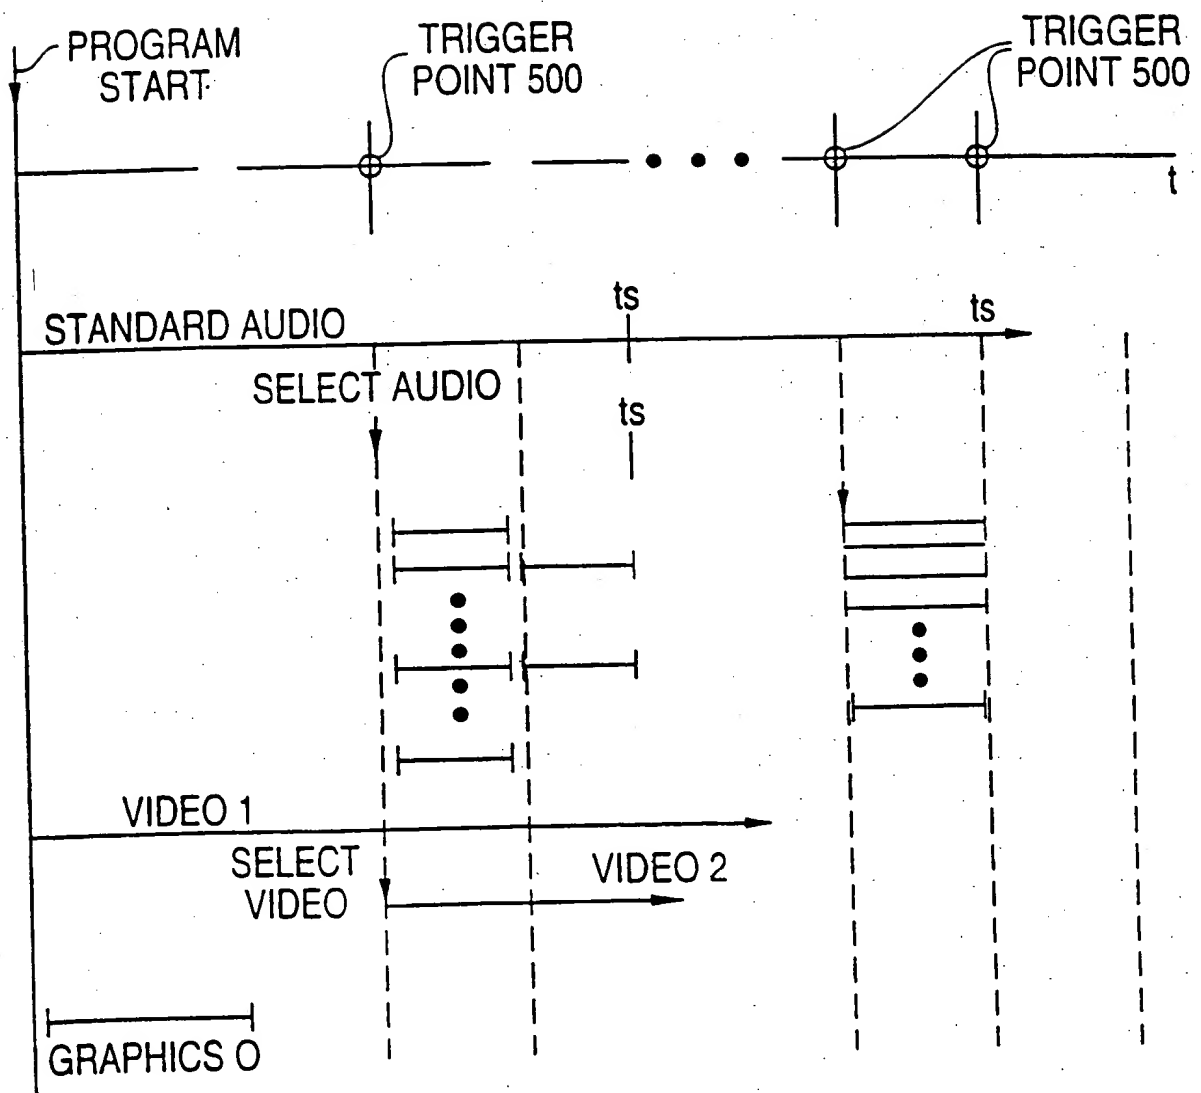 PROGRAM
START
TRIGGER
POINT 500
TRIGGER
POINT 500
t
ts
ts
STANDARD AUDIO
SELECT AUDIO
ts
VIDEO 1
SELECT
VIDEO
VIDEO 2
GRAPHICS O